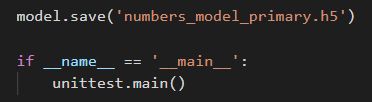 model.save('numbers_model_primary.h5')
if __name__ == '__main__':
    unittest.main()